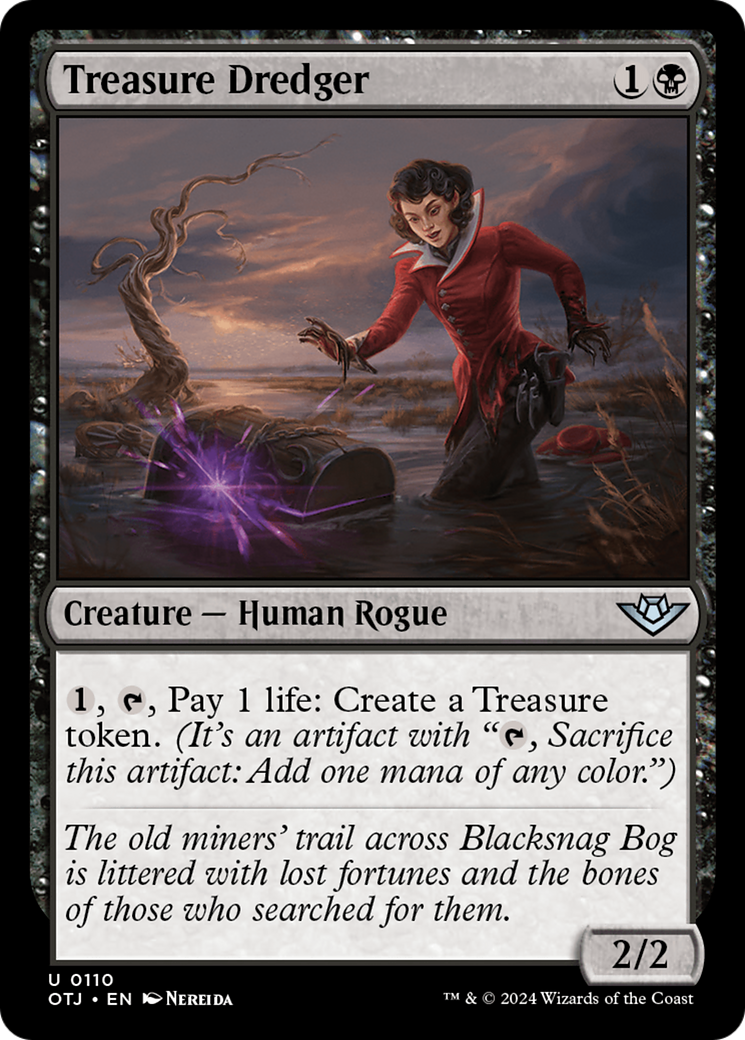 Treasure Dredger 1
Creature — Human Rogue
1, , Pay 1 life: Create a Treasure
token. (It's an artifact with “ , Sacrifice
this artifact: Add one mana of any color.”)
The old miners' trail across Blacksnag Bog
is littered with lost fortunes and the bones
of those who searched for them.
2/2
U 0110
OTJ • EN Nereida
™ & © 2024 Wizards of the Coast